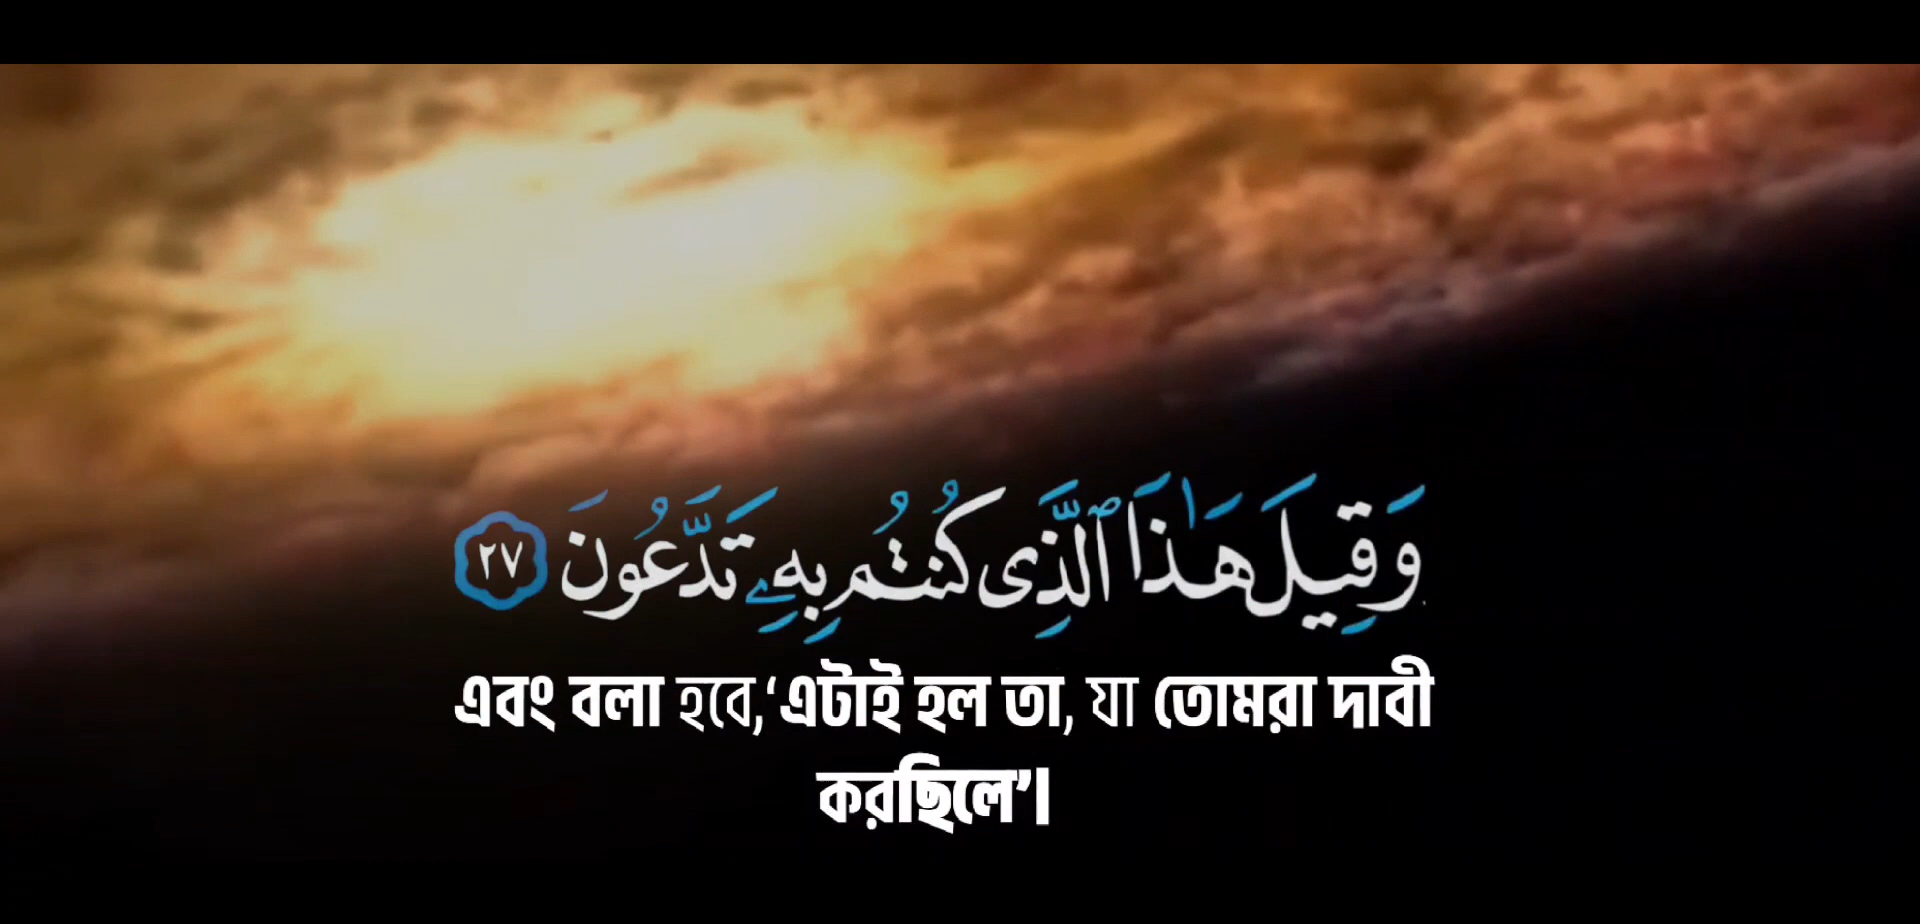 وَقِيلَ هَـٰذَا ٱلَّذِى كُنتُم بِهِۦ تَدَّعُونَ ٢٧
এবং বলা হবে, ‘এটাই হল তা, যা তোমরা দাবী
করছিলে’।